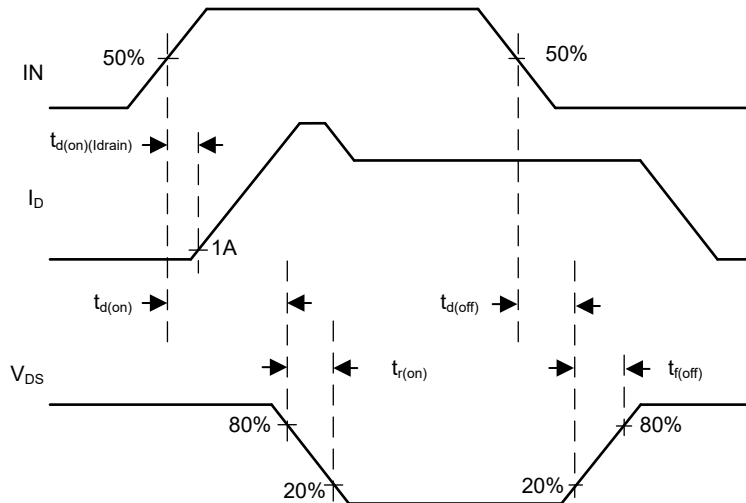 50%
50%
IN
t_d(on)(Idrain)
I_D
1A
t_d(on)
t_d(off)
V_DS
t_r(on)
t_f(off)
80%
80%
20%
20%